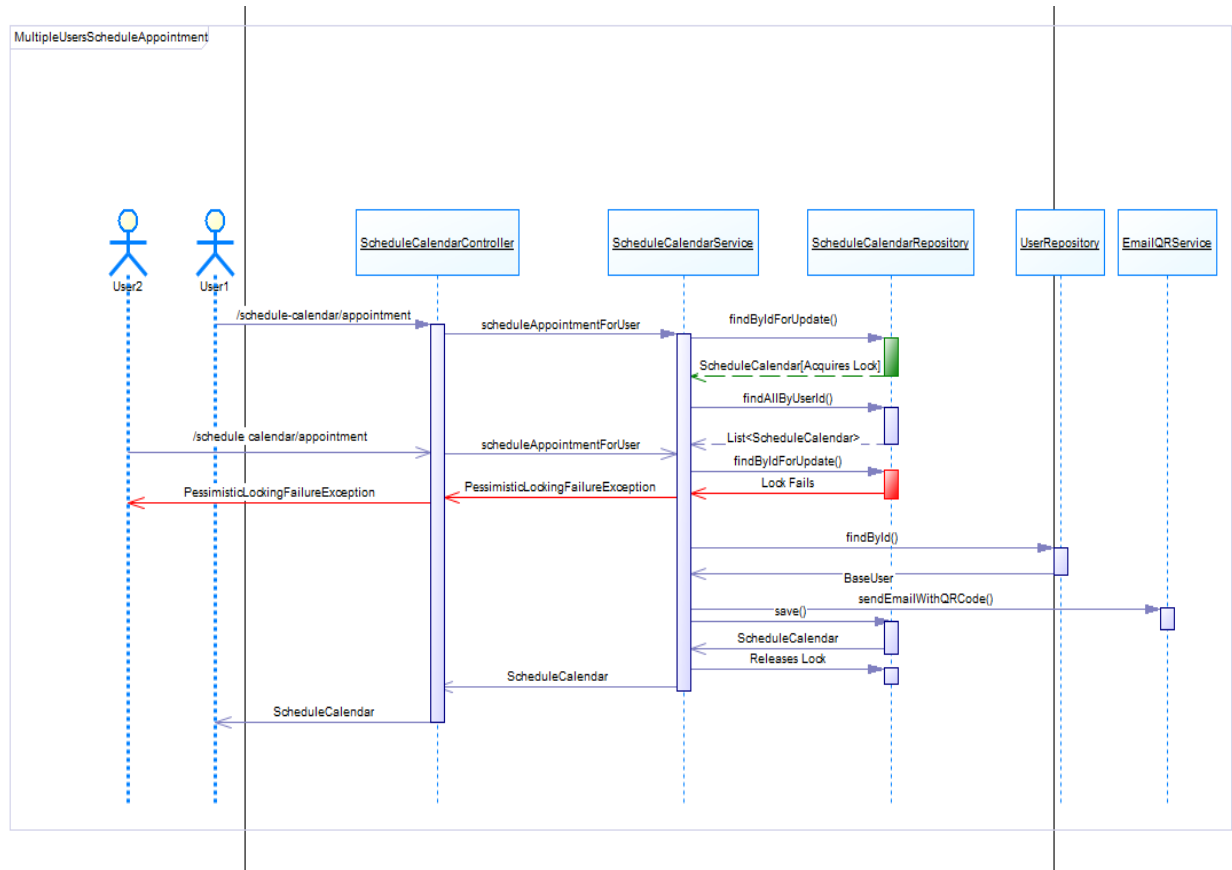 MultipleUsersScheduleAppointment
User2
User1
ScheduleCalendarController
ScheduleCalendarService
ScheduleCalendarRepository
UserRepository
EmailQRService
/schedule-calendar/appointment
scheduleAppointmentForUser
findByIdForUpdate()
ScheduleCalendar[Acquires Lock]
findAllByUserId()
/schedule calendar/appointment
scheduleAppointmentForUser
List<ScheduleCalendar>
findByIdForUpdate()
Lock Fails
PessimisticLockingFailureException
PessimisticLockingFailureException
findById()
BaseUser
sendEmailWithQRCode()
save()
ScheduleCalendar
Releases Lock
ScheduleCalendar
ScheduleCalendar